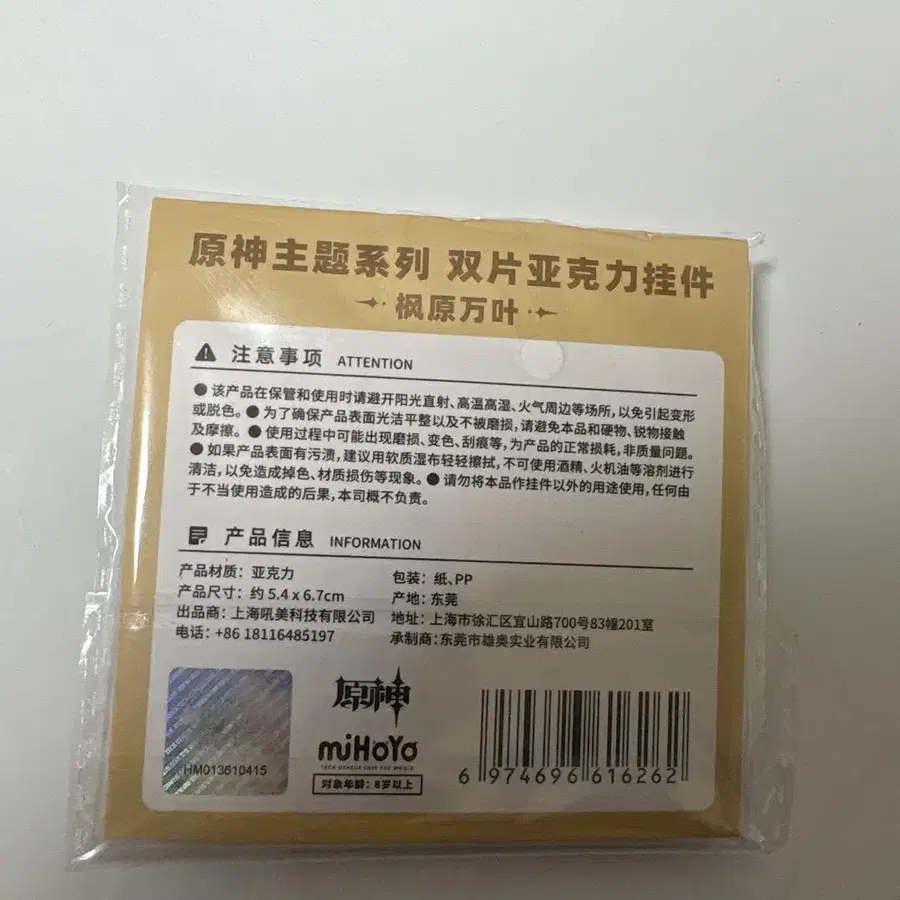 原神主题系列 双片亚克力挂件
枫原万叶
注意事项 ATTENTION
● 该产品在保管和使用时请避开阳光直射、高温高湿、火气周边等场所，以免引起变形
或脱色。● 为了确保产品表面光洁平整以及不被磨损，请避免本品和硬物、锐物接触
及摩擦。● 使用过程中可能出现磨损、变色、刮痕等，为产品的正常损耗，非质量问题。
● 如果产品表面有污渍，建议用软质湿布轻轻擦拭，不可使用酒精、火机油等溶剂进行
清洁，以免造成掉色、材质损伤等现象。● 请勿将本品作挂件以外的用途使用，任何由
于不当使用造成的后果，本司概不负责。
产品信息 INFORMATION
产品材质：亚克力
产品尺寸：约 5.4 x 6.7cm
出品商：上海吼美科技有限公司
电话：+86 18116485197
包装：纸、PP
产地：东莞
地址：上海市徐汇区宜山路700号83幢201室
承制商：东莞市雄奥实业有限公司
HM013610415
原神
miHoYo
TECH OTAKUS SAVE THE WORLD
对象年龄：8岁以上
6 974696 616262